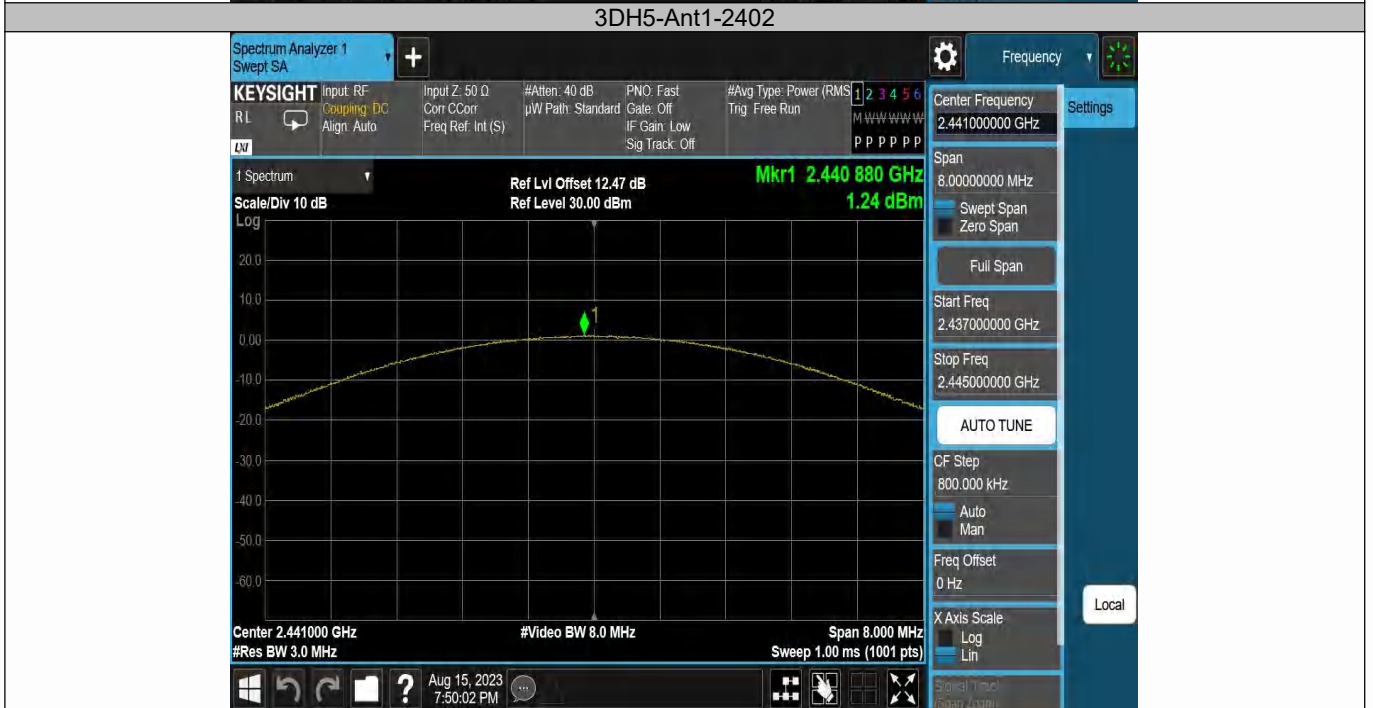 3DH5-Ant1-2402
Spectrum Analyzer 1
Swept SA
+
Frequency
KEYSIGHT
RL
LXI
Input: RF
Coupling: DC
Align: Auto
Input Z: 50 Ω
Corr CCorr
Freq Ref: Int (S)
#Atten: 40 dB
µW Path: Standard
PNO: Fast
Gate: Off
IF Gain: Low
Sig Track: Off
#Avg Type: Power (RMS
Trig: Free Run
1 2 3 4 5 6
M W W W W W
P P P P P P
Center Frequency
2.441000000 GHz
Settings
Span
8.00000000 MHz
Swept Span
Zero Span
Full Span
Start Freq
2.437000000 GHz
Stop Freq
2.445000000 GHz
AUTO TUNE
CF Step
800.000 kHz
Auto
Man
Freq Offset
0 Hz
X Axis Scale
Log
Lin
Local
1 Spectrum
Scale/Div 10 dB
Ref Lvl Offset 12.47 dB
Ref Level 30.00 dBm
Mkr1 2.440 880 GHz
1.24 dBm
Log
20.0
10.0
0.00
-10.0
-20.0
-30.0
-40.0
-50.0
-60.0
1
Center 2.441000 GHz
#Res BW 3.0 MHz
#Video BW 8.0 MHz
Span 8.000 MHz
Sweep 1.00 ms (1001 pts)
?
Aug 15, 2023
7:50:02 PM